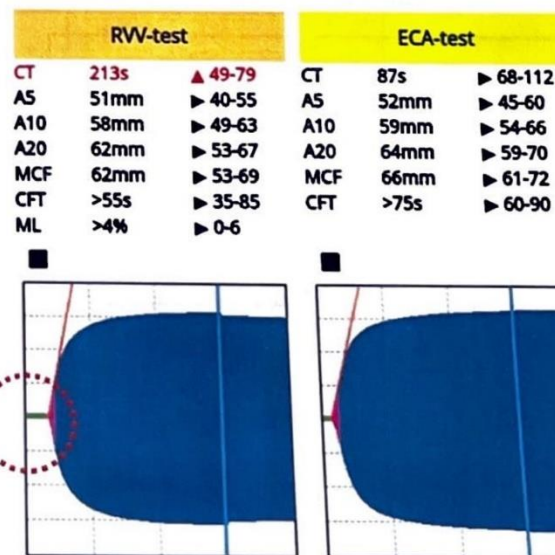 RVV-test
CT 213s ▲ 49-79
A5 51mm ▶ 40-55
A10 58mm ▶ 49-63
A20 62mm ▶ 53-67
MCF 62mm ▶ 53-69
CFT >55s ▶ 35-85
ML >4% ▶ 0-6
ECA-test
CT 87s ▶ 68-112
A5 52mm ▶ 45-60
A10 59mm ▶ 54-66
A20 64mm ▶ 59-70
MCF 66mm ▶ 61-72
CFT >75s ▶ 60-90